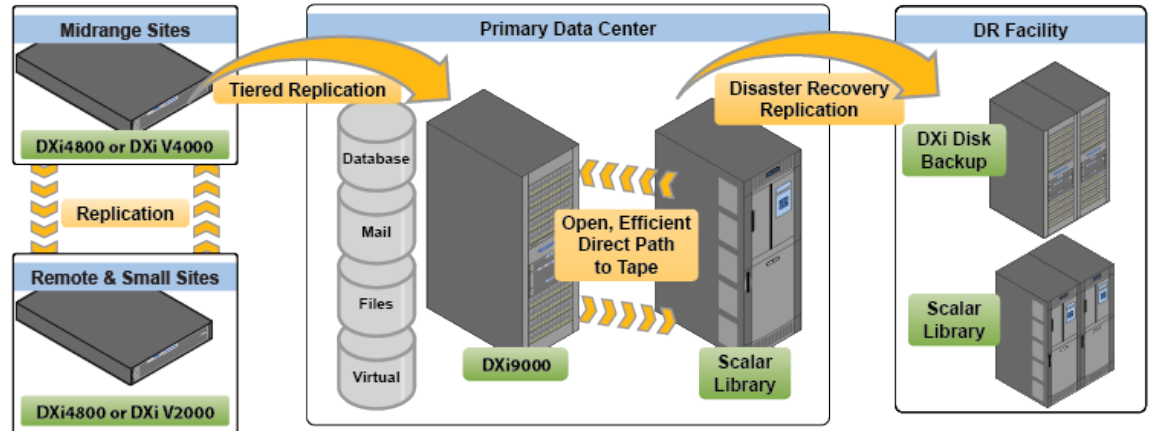 Midrange Sites
DXi4800 or DXi V4000
Replication
Remote & Small Sites
DXi4800 or DXi V2000
Tiered Replication
Primary Data Center
Database
Mail
Files
Virtual
DXi9000
Open, Efficient
Direct Path
to Tape
Scalar
Library
Disaster Recovery
Replication
DR Facility
DXi Disk
Backup
Scalar
Library